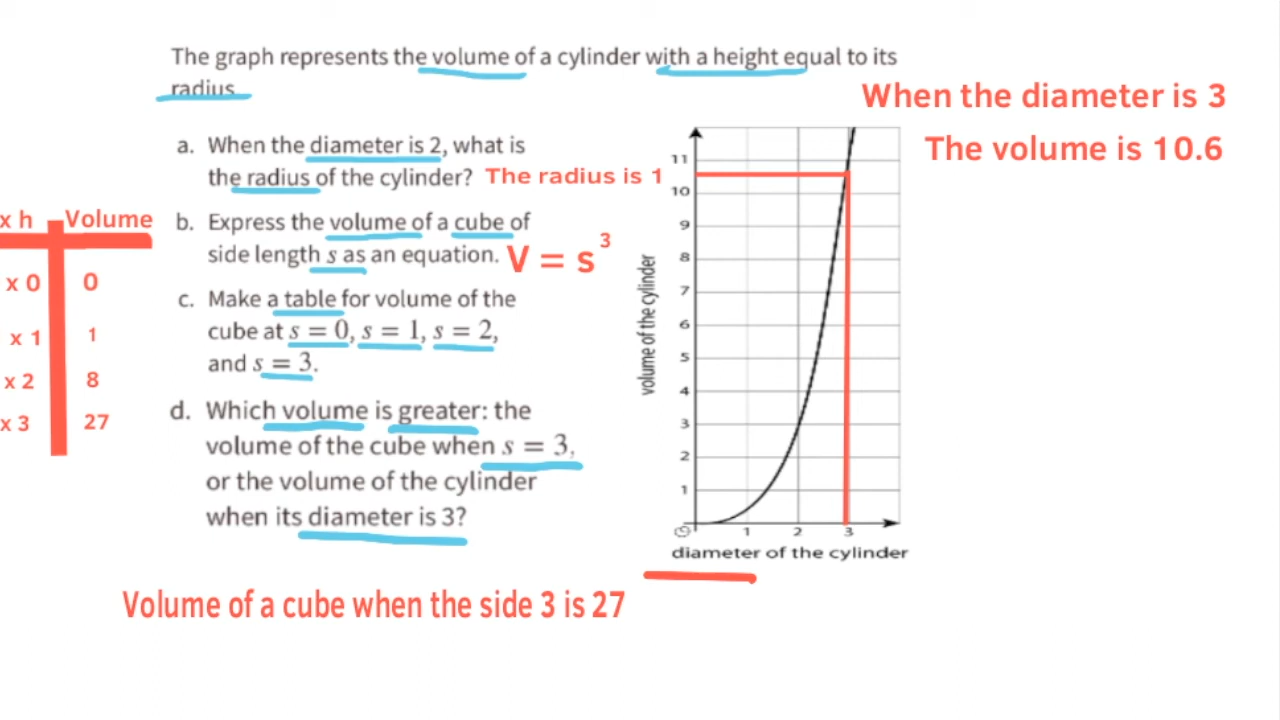 The graph represents the volume of a cylinder with a height equal to its
radius.
When the diameter is 3
The volume is 10.6
a. When the diameter is 2, what is
the radius of the cylinder? The radius is 1
b. Express the volume of a cube of
side length s as an equation. V = s³
c. Make a table for volume of the
cube at s = 0, s = 1, s = 2,
and s = 3.
d. Which volume is greater: the
volume of the cube when s = 3,
or the volume of the cylinder
when its diameter is 3?
x h Volume
x 0 0
x 1 1
x 2 8
x 3 27
volume of the cylinder
11
10
9
8
7
6
5
4
3
2
1
0 1 2 3
diameter of the cylinder
Volume of a cube when the side 3 is 27